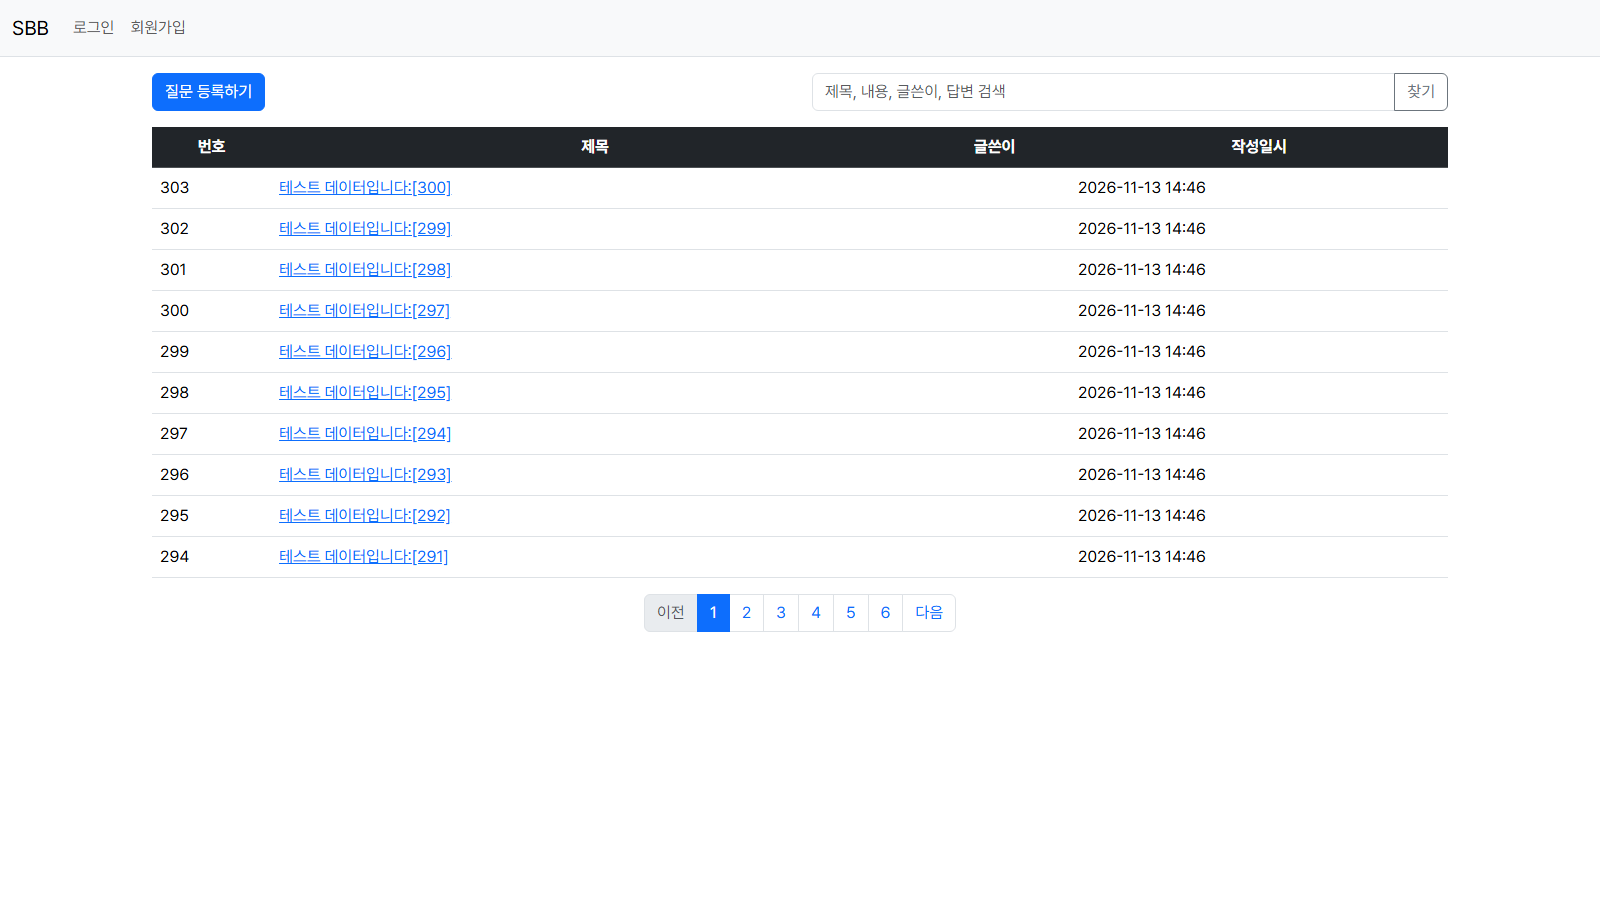 SBB 로그인 회원가입
질문 등록하기 제목, 내용, 글쓴이, 답변 검색 찾기
번호 제목 글쓴이 작성일시
303 테스트 데이터입니다:[300] 2026-11-13 14:46
302 테스트 데이터입니다:[299] 2026-11-13 14:46
301 테스트 데이터입니다:[298] 2026-11-13 14:46
300 테스트 데이터입니다:[297] 2026-11-13 14:46
299 테스트 데이터입니다:[296] 2026-11-13 14:46
298 테스트 데이터입니다:[295] 2026-11-13 14:46
297 테스트 데이터입니다:[294] 2026-11-13 14:46
296 테스트 데이터입니다:[293] 2026-11-13 14:46
295 테스트 데이터입니다:[292] 2026-11-13 14:46
294 테스트 데이터입니다:[291] 2026-11-13 14:46
이전 1 2 3 4 5 6 다음